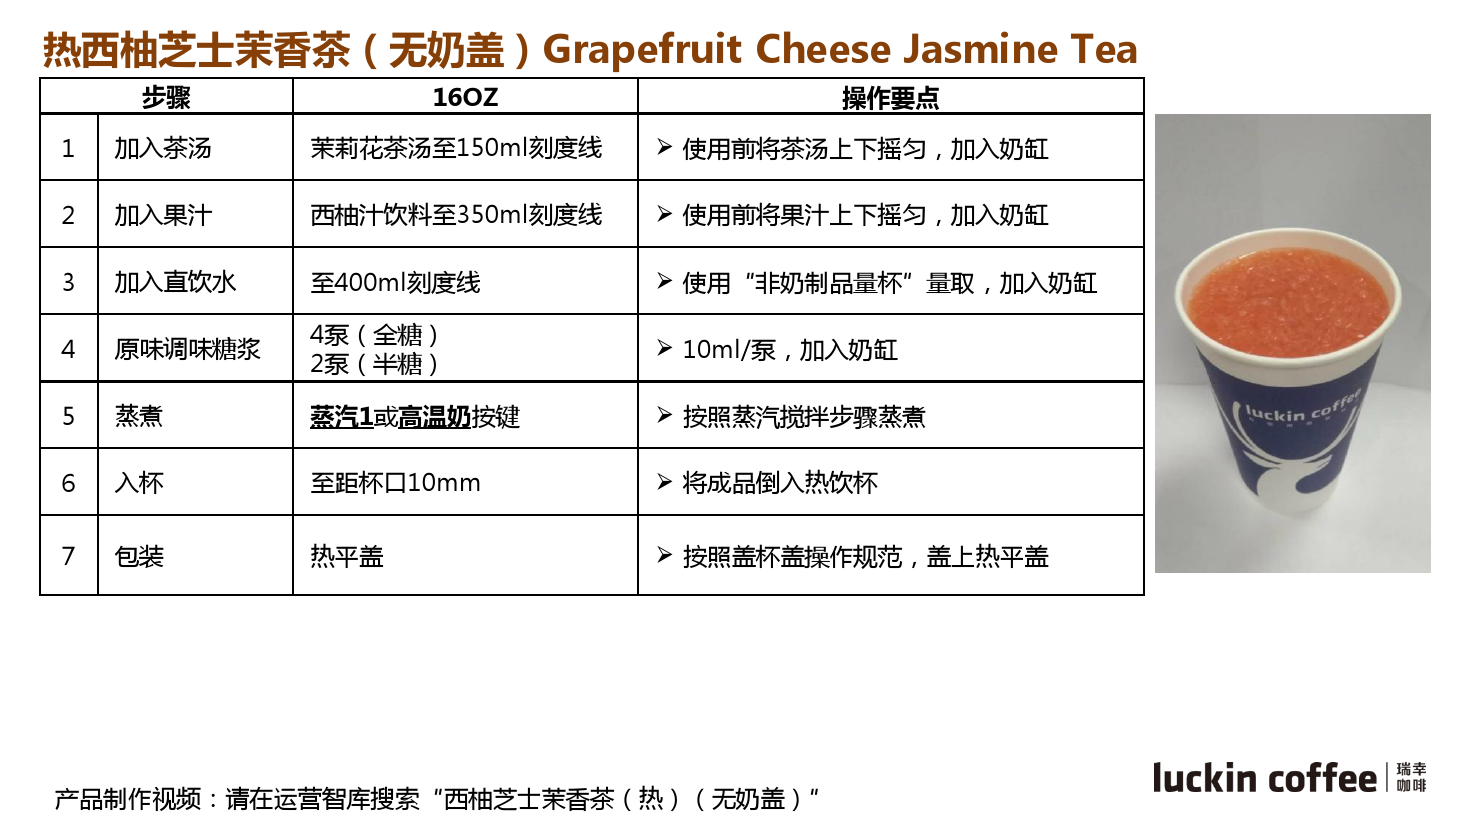 热西柚芝士茉香茶（无奶盖）Grapefruit Cheese Jasmine Tea
步骤 16OZ 操作要点
1 加入茶汤 茉莉花茶汤至150ml刻度线 ➢ 使用前将茶汤上下摇匀，加入奶缸
2 加入果汁 西柚汁饮料至350ml刻度线 ➢ 使用前将果汁上下摇匀，加入奶缸
3 加入直饮水 至400ml刻度线 ➢ 使用“非奶制品量杯”量取，加入奶缸
4 原味调味糖浆 4泵（全糖）
2泵（半糖） ➢ 10ml/泵，加入奶缸
5 蒸煮 蒸汽1或高温奶按键 ➢ 按照蒸汽搅拌步骤蒸煮
6 入杯 至距杯口10mm ➢ 将成品倒入热饮杯
7 包装 热平盖 ➢ 按照盖杯盖操作规范，盖上热平盖
luckin coffee
luckin coffee 瑞幸
咖啡
产品制作视频：请在运营智库搜索“西柚芝士茉香茶（热）（无奶盖）”